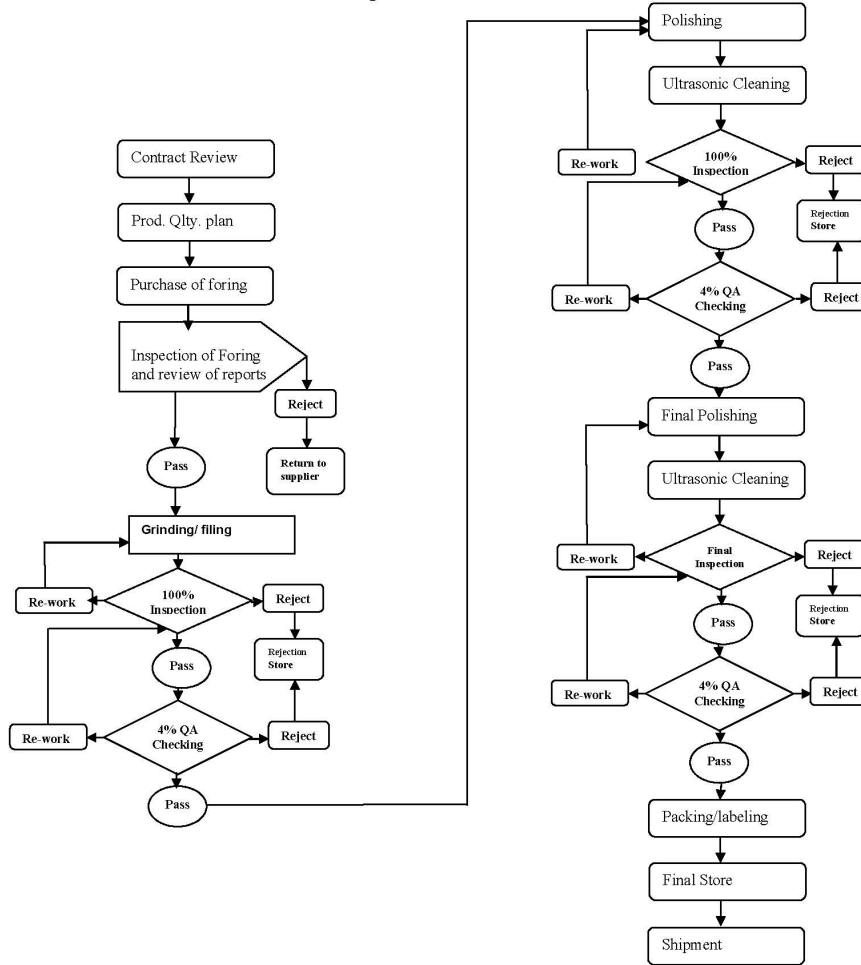 Contract Review
Prod. Qlty. plan
Purchase of foring
Inspection of Foring
and review of reports
Reject
Return to
supplier
Pass
Grinding/ filing
100%
Inspection
Re-work
Reject
Rejection
Store
Pass
4% QA
Checking
Re-work
Reject
Pass
Polishing
Ultrasonic Cleaning
100%
Inspection
Re-work
Reject
Rejection
Store
Pass
4% QA
Checking
Re-work
Reject
Pass
Final Polishing
Ultrasonic Cleaning
Final
Inspection
Re-work
Reject
Rejection
Store
Pass
4% QA
Checking
Re-work
Reject
Pass
Packing/labeling
Final Store
Shipment